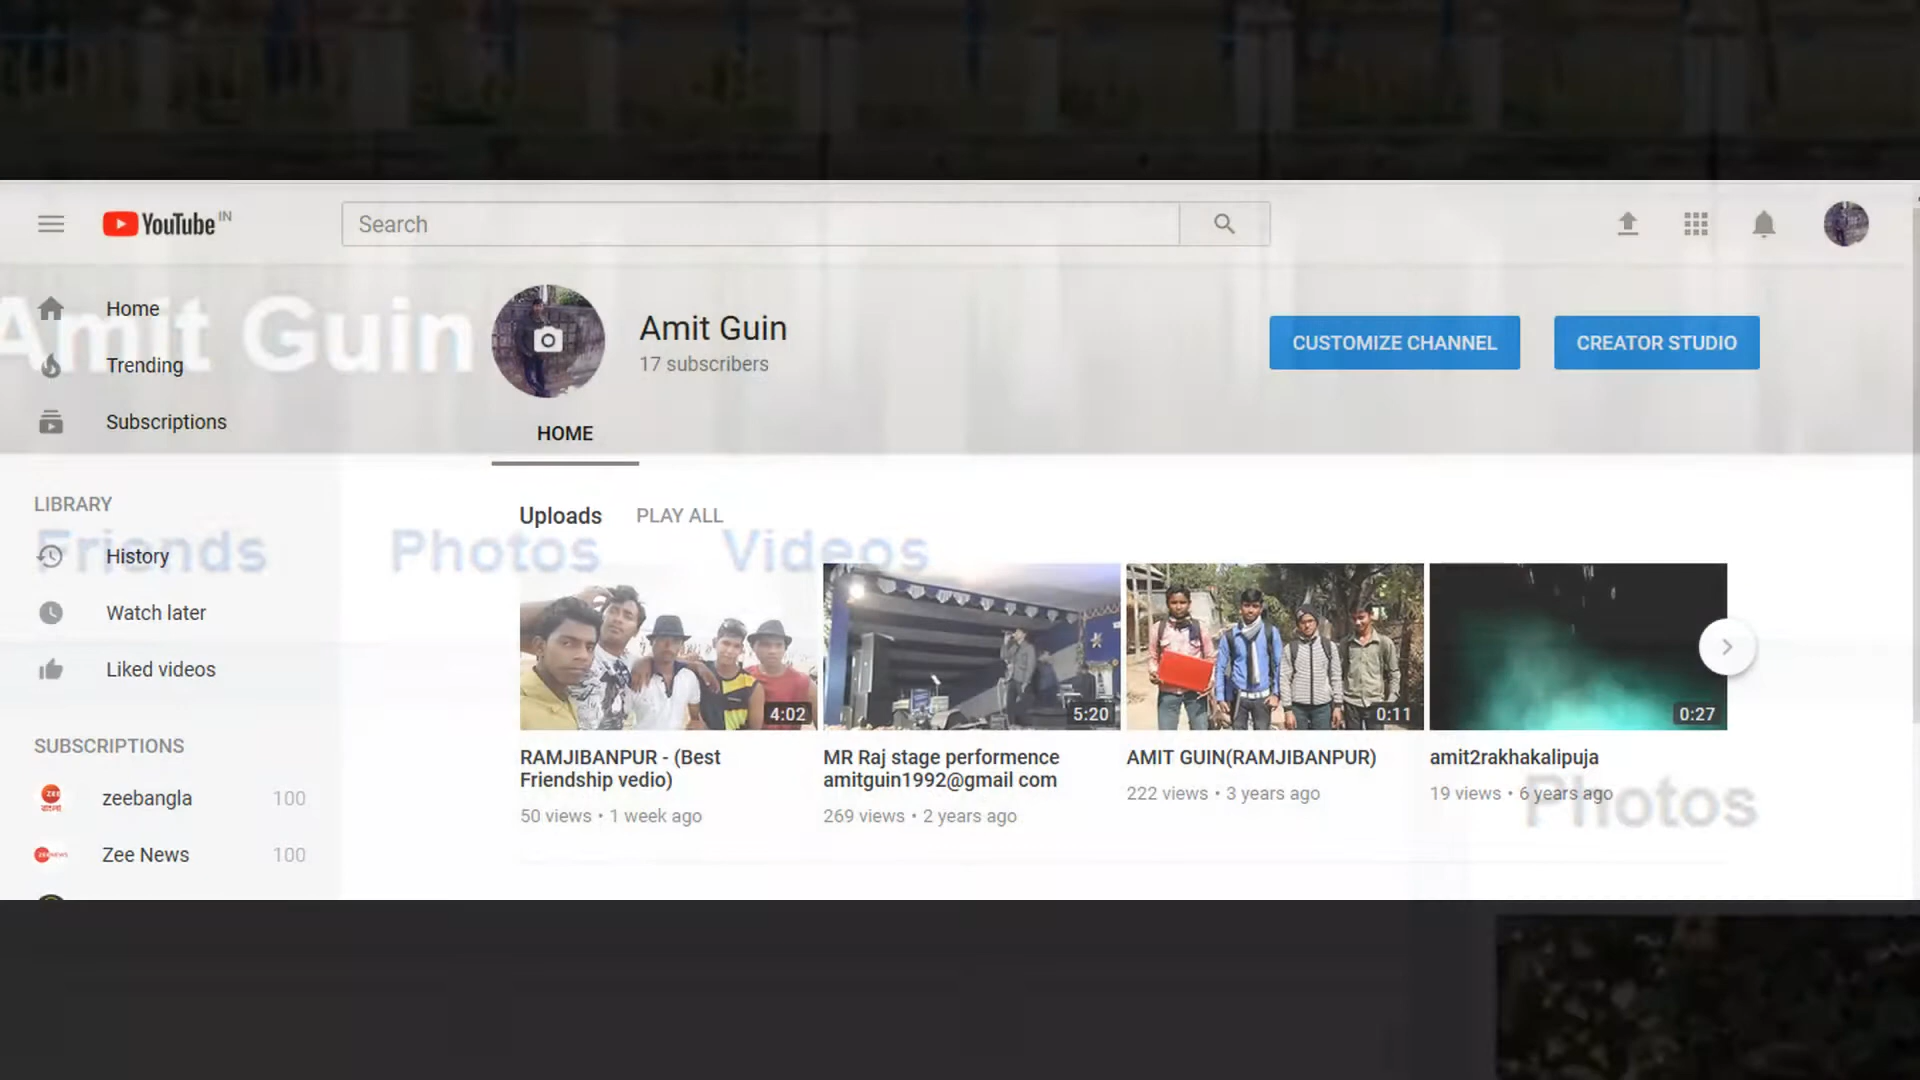 YouTube IN
Search
Amit Guin
Home
Trending
Subscriptions
Amit Guin
17 subscribers
CUSTOMIZE CHANNEL
CREATOR STUDIO
HOME
LIBRARY
History
Watch later
Liked videos
Friends
Photos
Videos
Uploads
PLAY ALL
4:02
RAMJIBANPUR - (Best
Friendship vedio)
50 views • 1 week ago
5:20
MR Raj stage performence
amitguin1992@gmail com
269 views • 2 years ago
0:11
AMIT GUIN(RAMJIBANPUR)
222 views • 3 years ago
0:27
amit2rakhakalipuja
19 views • 6 years ago
Photos
SUBSCRIPTIONS
zeebangla 100
Zee News 100